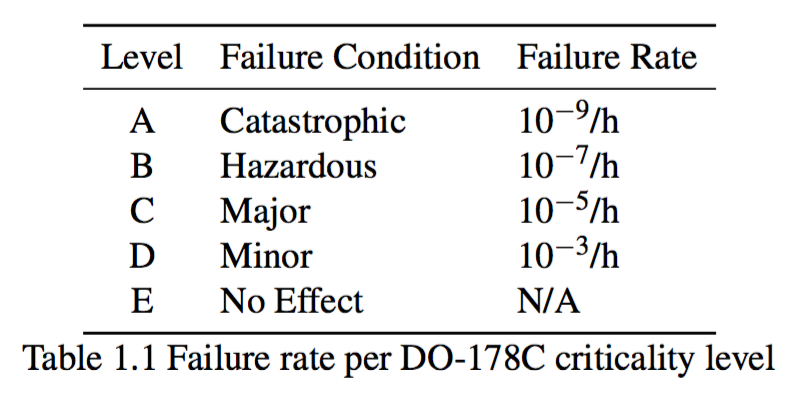 Level Failure Condition Failure Rate
A Catastrophic 10⁻⁹/h
B Hazardous 10⁻⁷/h
C Major 10⁻⁵/h
D Minor 10⁻³/h
E No Effect N/A
Table 1.1 Failure rate per DO-178C criticality level